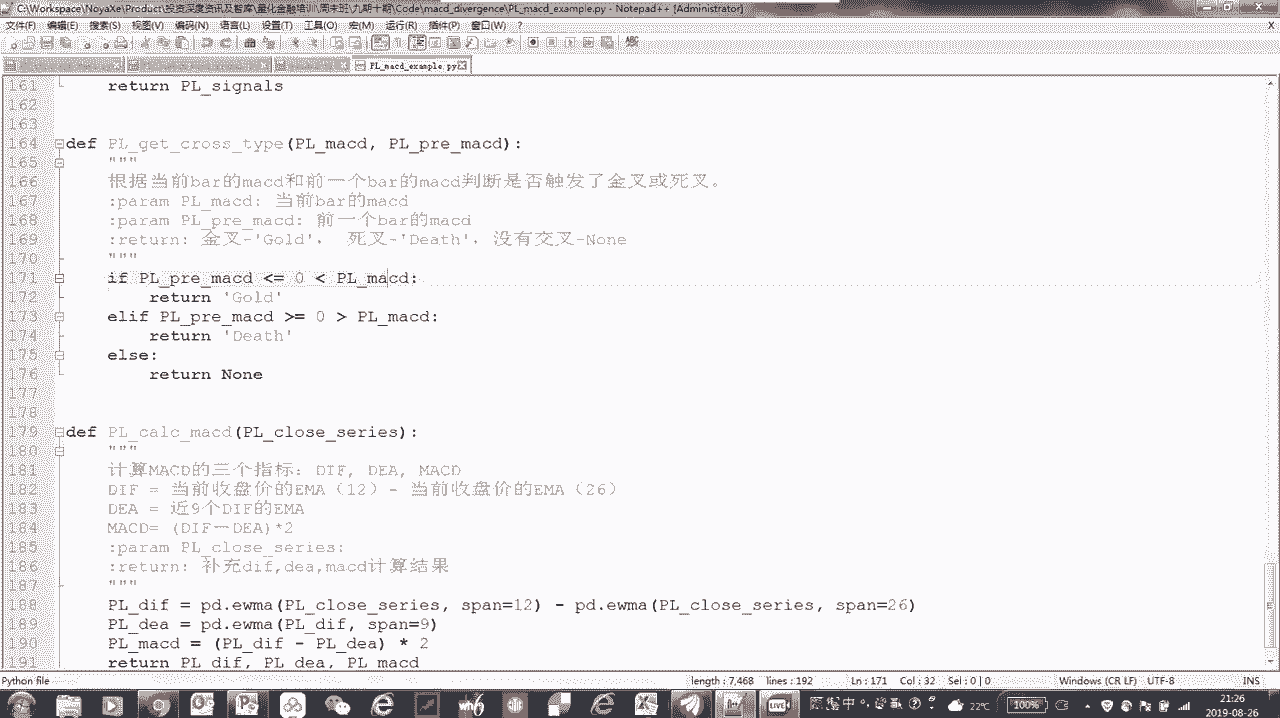 C:\Workspace\NoyaXe\Product\投资深度资讯及智库\量化金融培训\周末班\九期十期\Code\macd_divergence\PL_macd_example.py - Notepad++ [Administrator]
文件(F) 编辑(E) 搜索(S) 视图(V) 编码(N) 语言(L) 设置(T) 工具(O) 宏(M) 运行(R) 插件(P) 窗口(W) ? X
PL_macd_example.py
161 return PL_signals
162
163
164 def PL_get_cross_type(PL_macd, PL_pre_macd):
165 """
166 根据当前bar的macd和前一个bar的macd判断是否触发了金叉或死叉。
167 :param PL_macd: 当前bar的macd
168 :param PL_pre_macd: 前一个bar的macd
169 :return: 金叉-'Gold', 死叉-'Death', 没有交叉-None
170 """
171 if PL_pre_macd <= 0 < PL_macd:
172 return 'Gold'
173 elif PL_pre_macd >= 0 > PL_macd:
174 return 'Death'
175 else:
176 return None
177
178
179 def PL_calc_macd(PL_close_series):
180 """
181 计算MACD的三个指标: DIF, DEA, MACD
182 DIF = 当前收盘价的EMA（12）- 当前收盘价的EMA（26）
183 DEA = 近9个DIF的EMA
184 MACD= (DIF－DEA)*2
185 :param PL_close_series:
186 :return: 补充dif,dea,macd计算结果
187 """
188 PL_dif = pd.ewma(PL_close_series, span=12) - pd.ewma(PL_close_series, span=26)
189 PL_dea = pd.ewma(PL_dif, span=9)
190 PL_macd = (PL_dif - PL_dea) * 2
191 return PL_dif, PL_dea, PL_macd
Python file length : 7,468 lines : 192 Ln : 171 Col : 32 Sel : 0 | 0 Windows (CR LF) UTF-8 INS
wh6 LIVE 中 22℃ 100% 21:26
2019-08-26